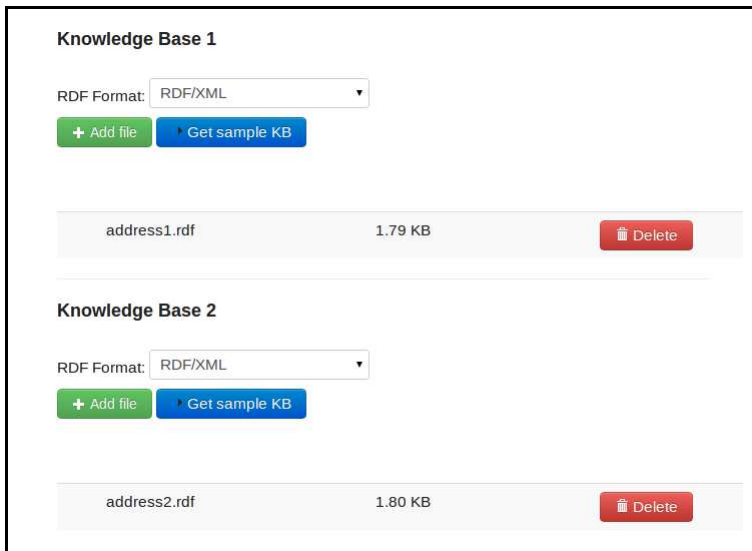 Knowledge Base 1
RDF Format: RDF/XML
Add file Get sample KB
address1.rdf 1.79 KB Delete
Knowledge Base 2
RDF Format: RDF/XML
Add file Get sample KB
address2.rdf 1.80 KB Delete